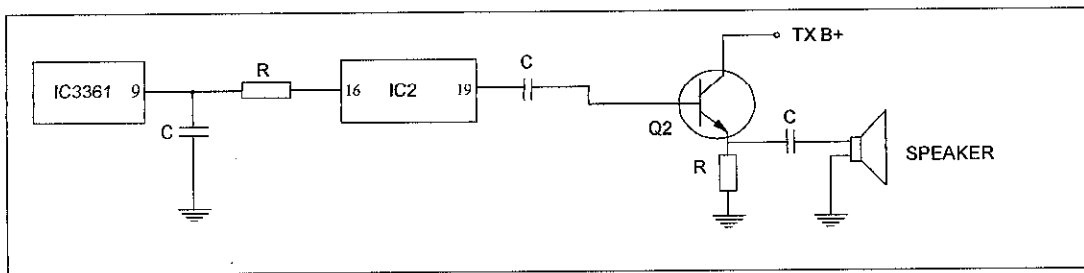 TX B+
IC3361 9
R
16 IC2 19
C
C
Q2
R
C
SPEAKER